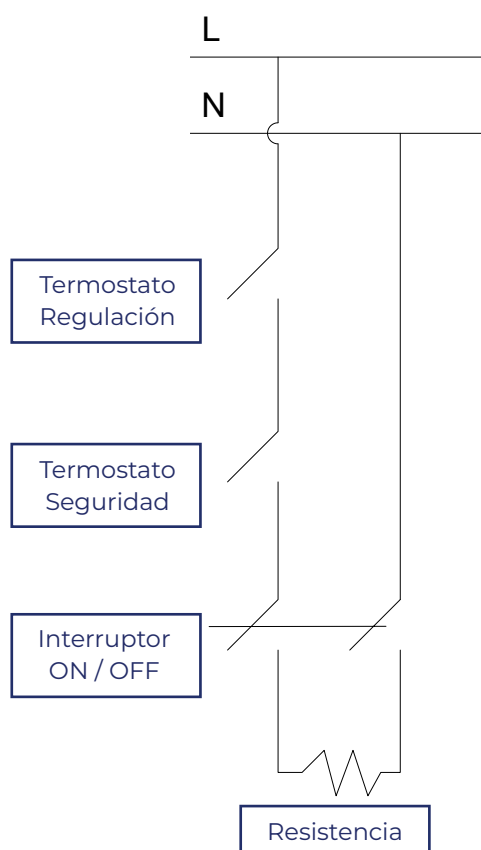 L
N
Termostato
Regulación
Termostato
Seguridad
Interruptor
ON / OFF
Resistencia